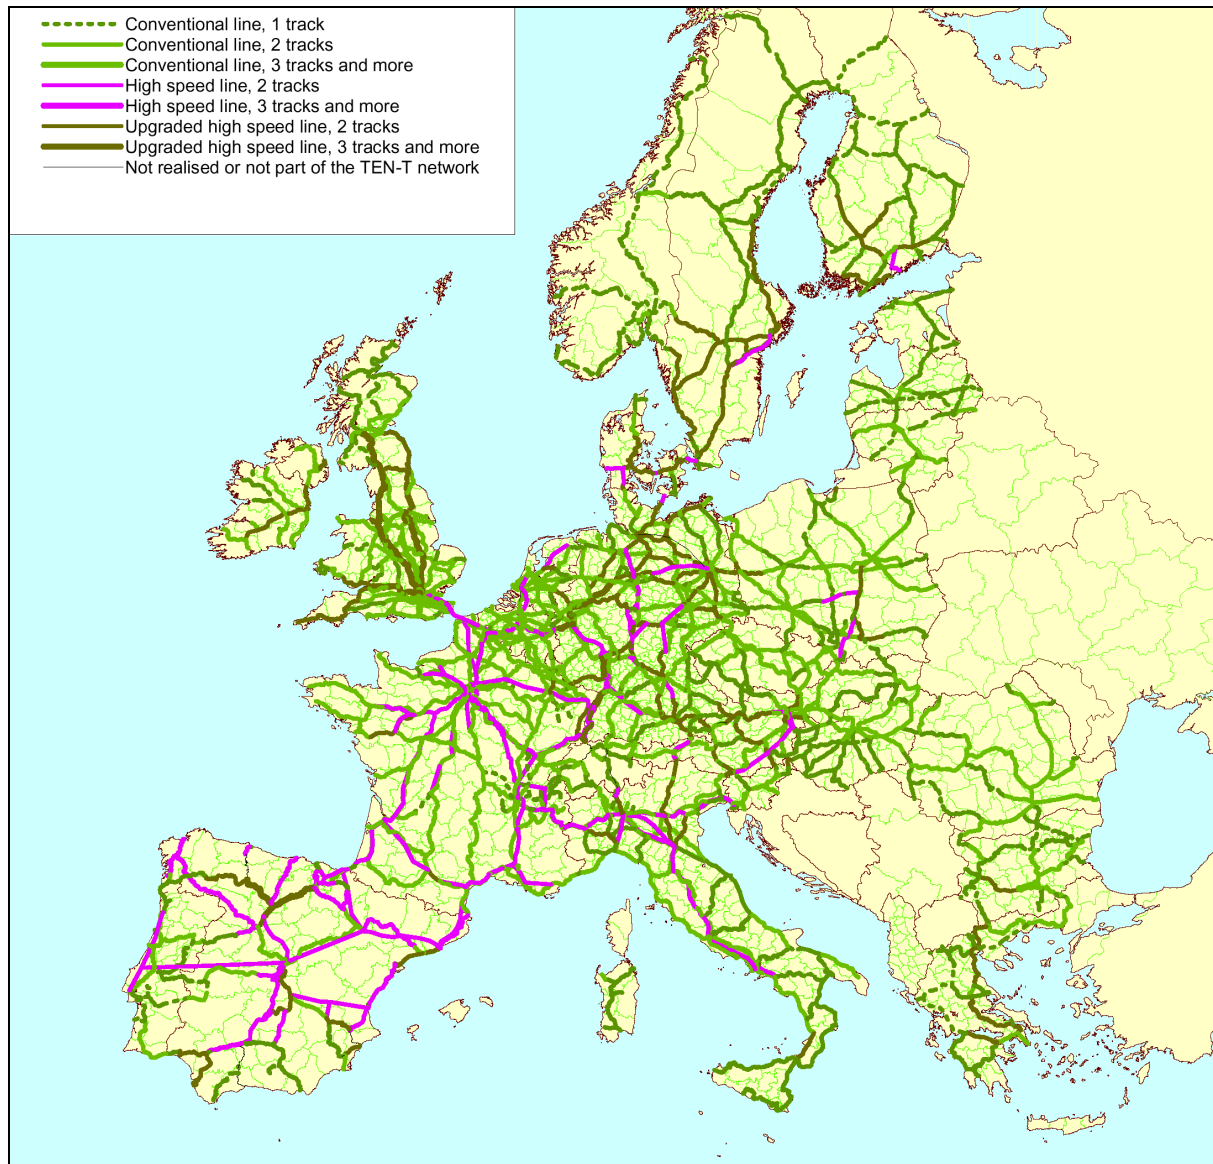 Conventional line, 1 track
Conventional line, 2 tracks
Conventional line, 3 tracks and more
High speed line, 2 tracks
High speed line, 3 tracks and more
Upgraded high speed line, 2 tracks
Upgraded high speed line, 3 tracks and more
Not realised or not part of the TEN-T network